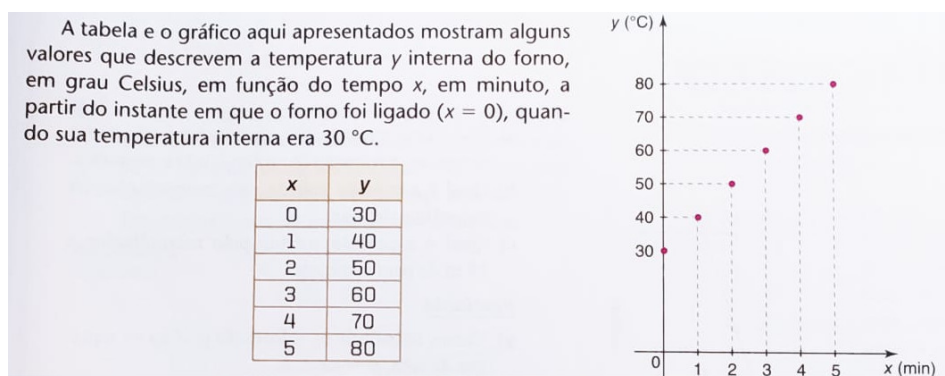 A tabela e o gráfico aqui apresentados mostram alguns
valores que descrevem a temperatura y interna do forno,
em grau Celsius, em função do tempo x, em minuto, a
partir do instante em que o forno foi ligado (x = 0), quan-
do sua temperatura interna era 30 °C.
x y
0 30
1 40
2 50
3 60
4 70
5 80
y (°C)
80
70
60
50
40
30
0 1 2 3 4 5 x (min)